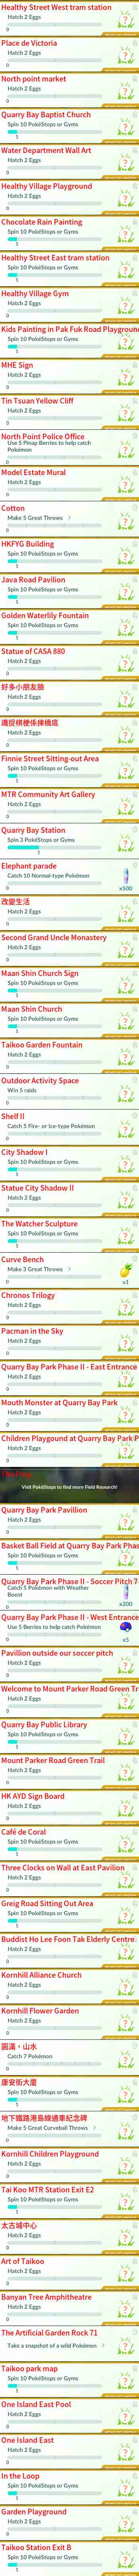 Healthy Street West tram station
Hatch 2 Eggs
0
Place de Victoria
Hatch 2 Eggs
0
North point market
Hatch 2 Eggs
0
Quarry Bay Baptist Church
Spin 10 PokéStops or Gyms
1
Water Department Wall Art
Hatch 2 Eggs
0
Healthy Village Playground
Hatch 2 Eggs
0
Chocolate Rain Painting
Spin 10 PokéStops or Gyms
1
Healthy Street East tram station
Spin 10 PokéStops or Gyms
1
Healthy Village Gym
Hatch 2 Eggs
0
Kids Painting in Pak Fuk Road Playground
Spin 10 PokéStops or Gyms
1
MHE Sign
Hatch 2 Eggs
0
Tin Tsuan Yellow Cliff
Hatch 2 Eggs
0
North Point Police Office
Use 5 Pinap Berries to help catch
Pokémon
0
Model Estate Mural
Hatch 2 Eggs
0
Cotton
Make 5 Great Throws
0
HKFYG Building
Spin 10 PokéStops or Gyms
1
Java Road Pavilion
Spin 10 PokéStops or Gyms
1
Golden Waterlily Fountain
Spin 10 PokéStops or Gyms
1
Statue of CASA 880
Hatch 2 Eggs
0
好多小朋友臉
Hatch 2 Eggs
0
識捉棋梗係揀橋底
Hatch 2 Eggs
0
Finnie Street Sitting-out Area
Spin 10 PokéStops or Gyms
1
MTR Community Art Gallery
Hatch 2 Eggs
0
Quarry Bay Station
Spin 3 PokéStops or Gyms
1
Elephant parade
Catch 10 Normal-type Pokémon
0
x500
改變生活
Hatch 2 Eggs
0
Second Grand Uncle Monastery
Hatch 2 Eggs
0
Maan Shin Church Sign
Spin 10 PokéStops or Gyms
1
Maan Shin Church
Spin 10 PokéStops or Gyms
1
Taikoo Garden Fountain
Hatch 2 Eggs
0
Outdoor Activity Space
Win 5 raids
0
Shelf II
Catch 5 Fire- or Ice-type Pokémon
0
City Shadow I
Spin 10 PokéStops or Gyms
1
Statue City Shadow II
Hatch 2 Eggs
0
The Watcher Sculpture
Spin 10 PokéStops or Gyms
1
Curve Bench
Make 3 Great Throws
0
x1
Chronos Trilogy
Hatch 2 Eggs
0
Pacman in the Sky
Hatch 2 Eggs
0
Quarry Bay Park Phase II - East Entrance
Hatch 2 Eggs
0
Mouth Monster at Quarry Bay Park
Hatch 2 Eggs
0
Children Playgound at Quarry Bay Park P
Hatch 2 Eggs
0
Visit PokéStops to find more Field Research!
Quarry Bay Park Pavillion
Hatch 2 Eggs
0
Basket Ball Field at Quarry Bay Park Phas
Spin 10 PokéStops or Gyms
1
Quarry Bay Park Phase II - Soccer Pitch 7
Catch 5 Pokémon with Weather
Boost
0
x200
Quarry Bay Park Phase II - West Entrance
Use 5 Berries to help catch Pokémon
0
x5
Pavillion outside our soccer pitch
Hatch 2 Eggs
0
Welcome to Mount Parker Road Green Tr
Hatch 2 Eggs
0
Quarry Bay Public Library
Spin 10 PokéStops or Gyms
1
Mount Parker Road Green Trail
Hatch 2 Eggs
0
HK AYD Sign Board
Hatch 2 Eggs
0
Café de Coral
Spin 10 PokéStops or Gyms
1
Three Clocks on Wall at East Pavilion
Hatch 2 Eggs
0
Greig Road Sitting Out Area
Spin 10 PokéStops or Gyms
1
Buddist Ho Lee Foon Tak Elderly Centre
Hatch 2 Eggs
0
Kornhill Alliance Church
Hatch 2 Eggs
0
Kornhill Flower Garden
Hatch 2 Eggs
0
圓滿，山水
Catch 7 Pokémon
0
康安街大廈
Spin 10 PokéStops or Gyms
1
地下鐵路港島線通車紀念碑
Make 5 Great Curveball Throws
0
Kornhill Children Playground
Hatch 2 Eggs
0
Tai Koo MTR Station Exit E2
Spin 10 PokéStops or Gyms
1
太古城中心
Hatch 2 Eggs
0
Art of Taikoo
Hatch 2 Eggs
0
Banyan Tree Amphitheatre
Hatch 2 Eggs
0
The Artificial Garden Rock 71
Take a snapshot of a wild Pokémon
Taikoo park map
Spin 10 PokéStops or Gyms
1
One Island East Pool
Hatch 2 Eggs
0
One Island East
Hatch 2 Eggs
0
In the Loop
Spin 10 PokéStops or Gyms
1
Garden Playground
Hatch 2 Eggs
0
Taikoo Station Exit B
Spin 10 PokéStops or Gyms
1